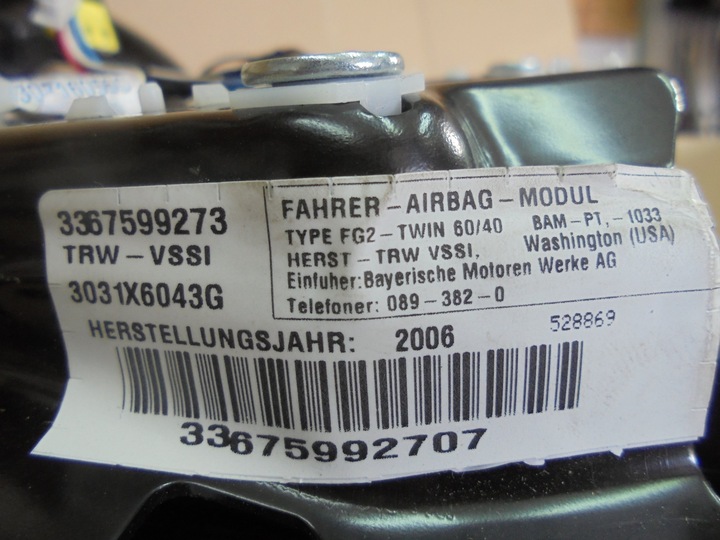 3367599273
TRW-VSSI
3031X6043G
FAHRER-AIRBAG-MODUL
TYPE FG2-TWIN 60/40 BAM-PT,-1033
HERST-TRW VSSI, Washington (USA)
Einfuher:Bayerische Motoren Werke AG
Telefoner: 089-382-0
HERSTELLUNGSJAHR: 2006 528869
33675992707